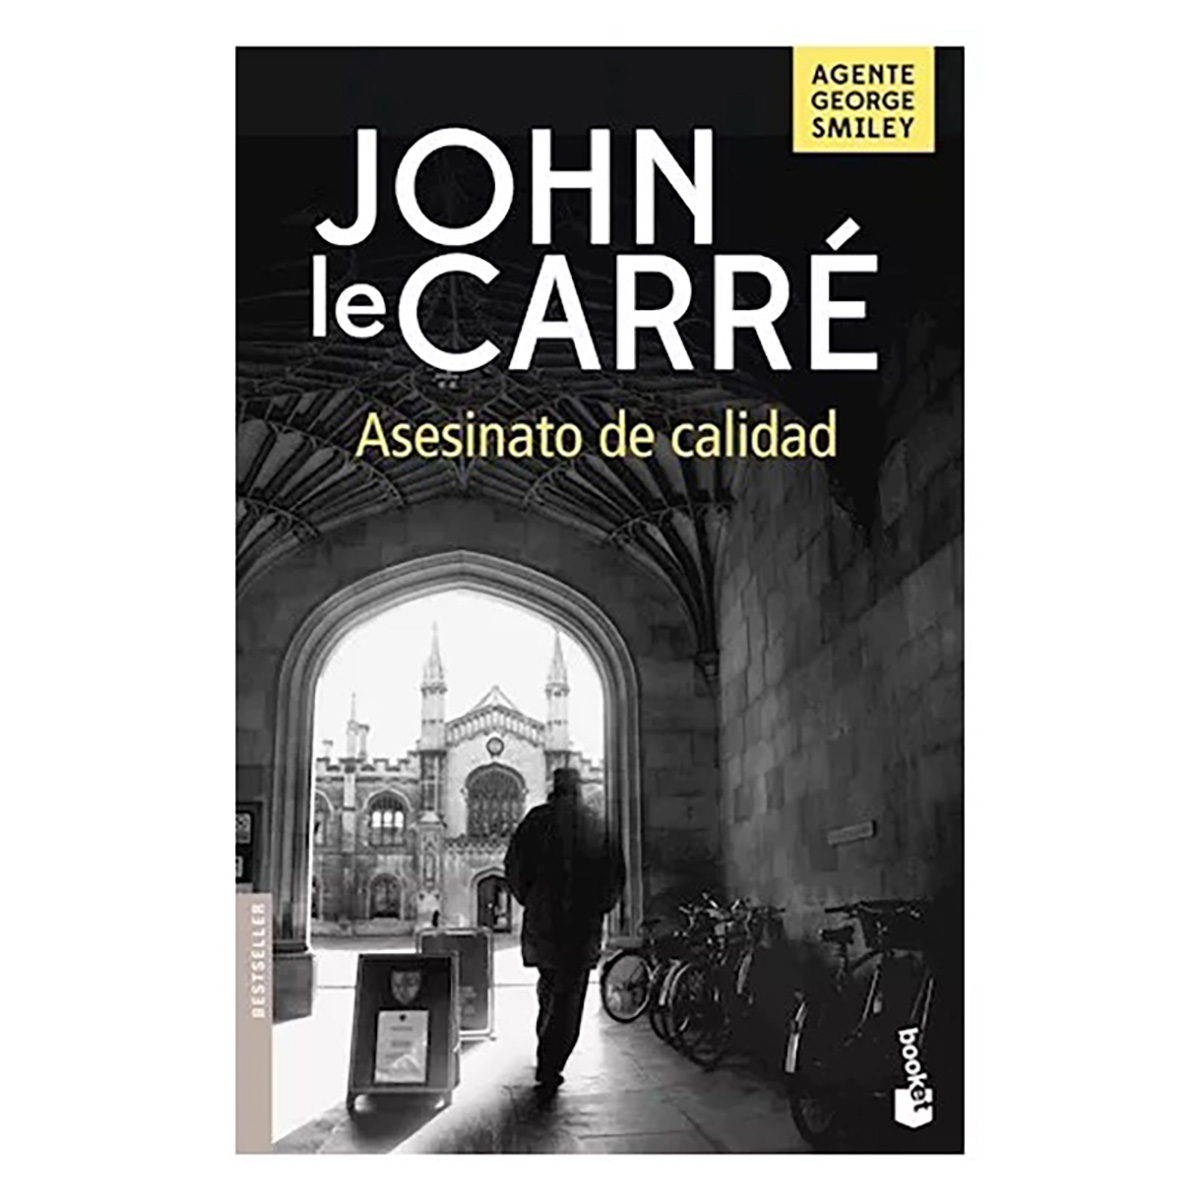 AGENTE
GEORGE
SMILEY
JOHN
le CARRÉ
Asesinato de calidad
BESTSELLER
booket